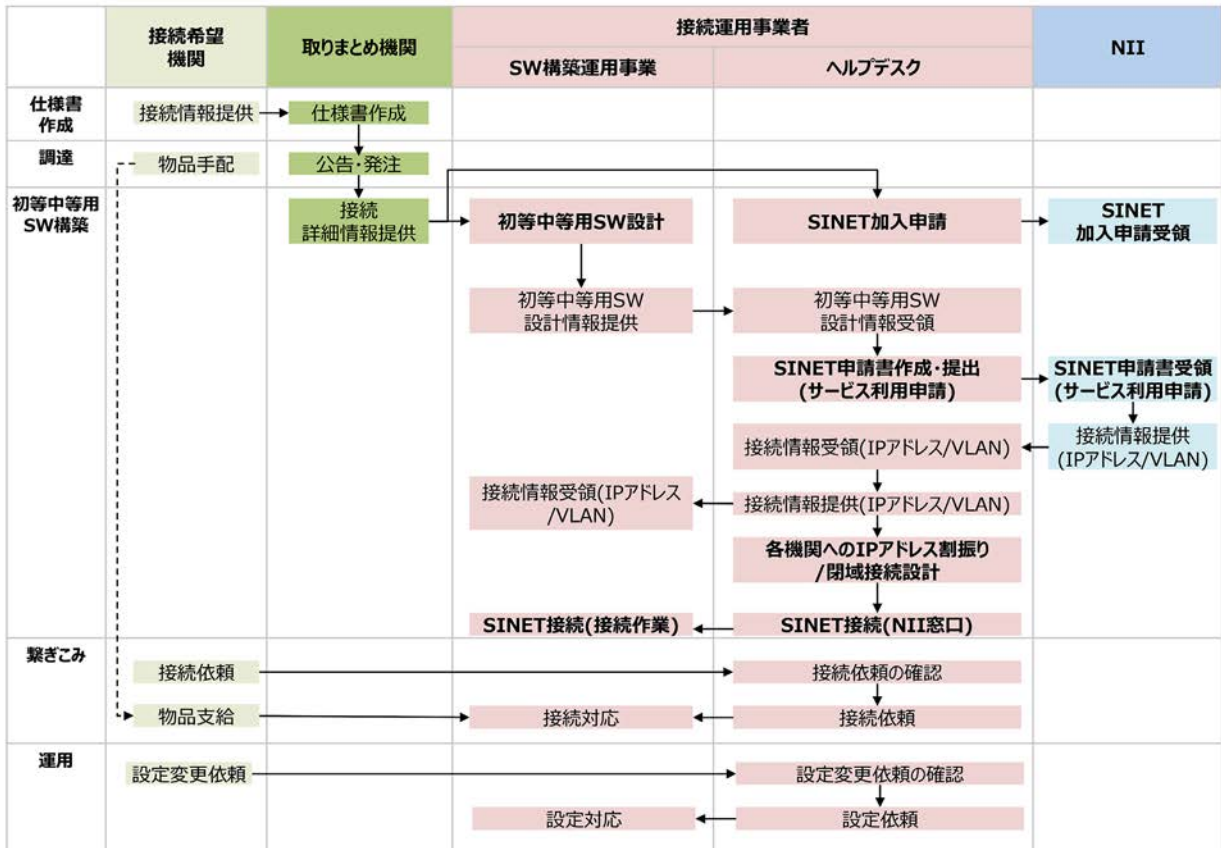 接続希望
機関
取りまとめ機関
接続運用事業者
SW構築運用事業
ヘルプデスク
NII
仕様書
作成
接続情報提供
仕様書作成
調達
物品手配
公告・発注
初等中等用
SW構築
接続
詳細情報提供
初等中等用SW設計
SINET加入申請
SINET
加入申請受領
初等中等用SW
設計情報提供
初等中等用SW
設計情報受領
SINET申請書作成・提出
(サービス利用申請)
SINET申請書受領
(サービス利用申請)
接続情報受領(IPアドレス/VLAN)
接続情報提供
(IPアドレス/VLAN)
接続情報受領(IPアドレス
/VLAN)
接続情報提供(IPアドレス/VLAN)
各機関へのIPアドレス割振り
/閉域接続設計
SINET接続(接続作業)
SINET接続(NII窓口)
繋ぎこみ
接続依頼
接続依頼の確認
物品支給
接続対応
接続依頼
運用
設定変更依頼
設定変更依頼の確認
設定対応
設定依頼